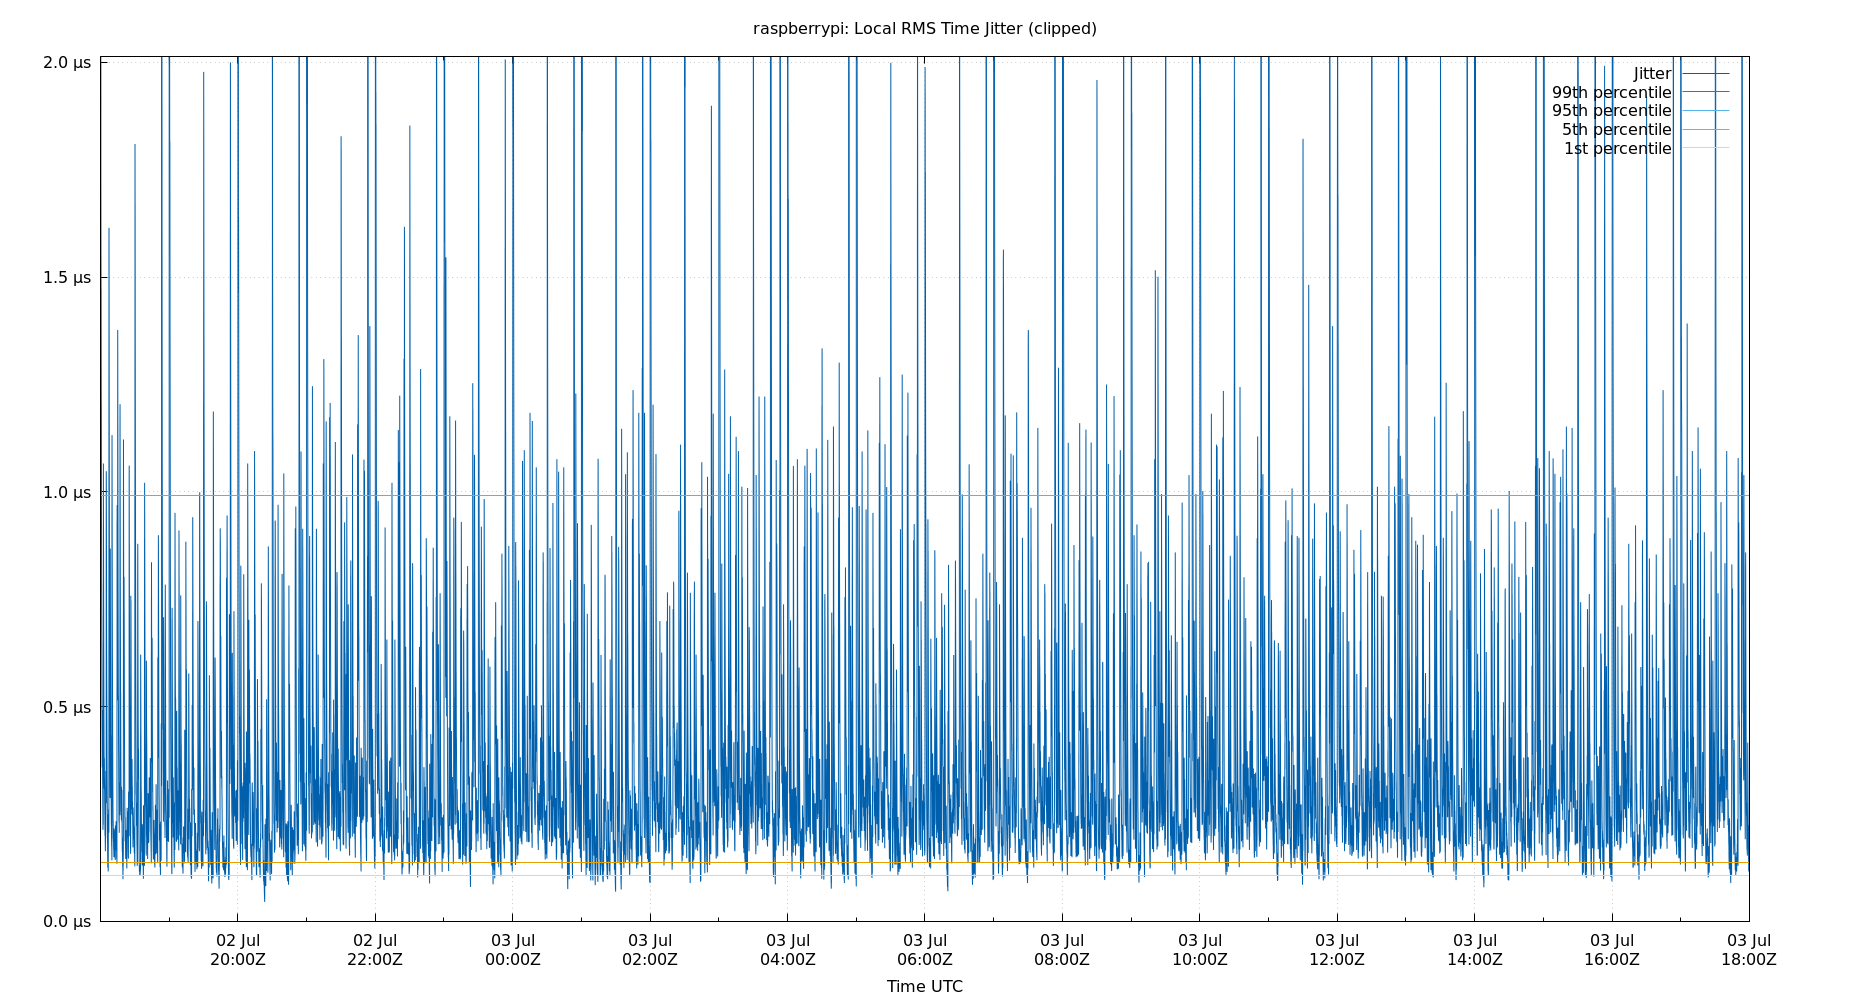 raspberrypi: Local RMS Time Jitter (clipped)
2.0 µs
1.5 µs
1.0 µs
0.5 µs
0.0 µs
Jitter
99th percentile
95th percentile
5th percentile
1st percentile
02 Jul 02 Jul 03 Jul 03 Jul 03 Jul 03 Jul 03 Jul 03 Jul 03 Jul 03 Jul 03 Jul 03 Jul
20:00Z 22:00Z 00:00Z 02:00Z 04:00Z 06:00Z 08:00Z 10:00Z 12:00Z 14:00Z 16:00Z 18:00Z
Time UTC